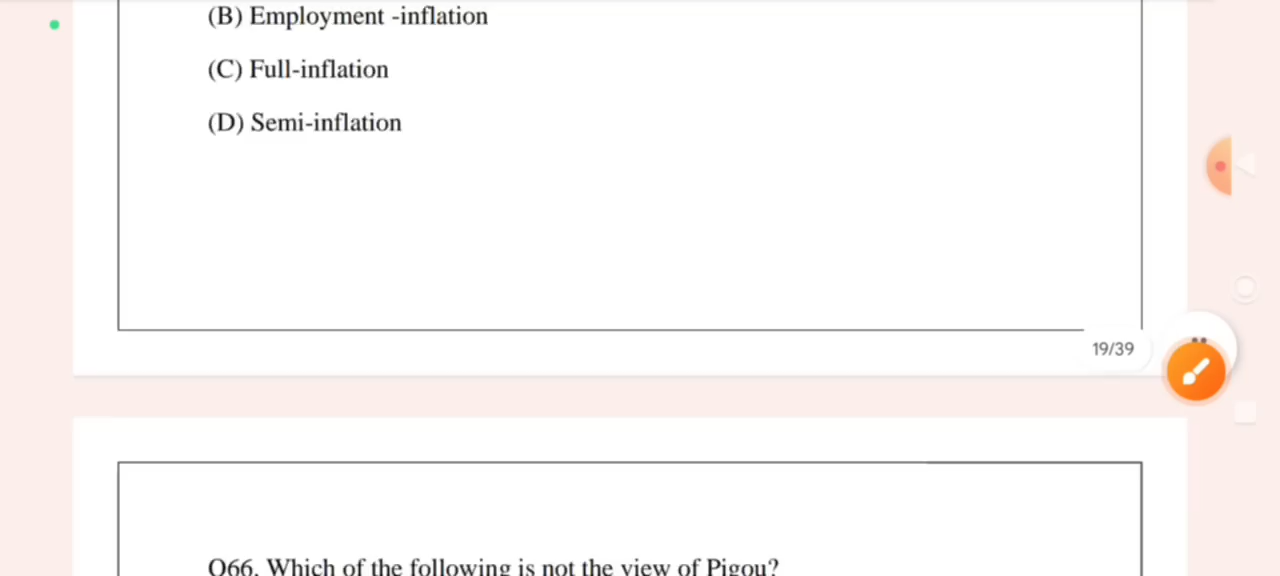 (B) Employment -inflation
(C) Full-inflation
(D) Semi-inflation
19/39
Q66. Which of the following is not the view of Pigou?